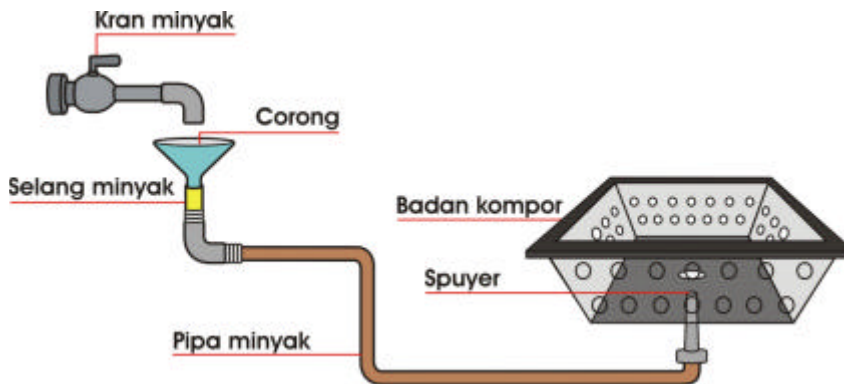 Kran minyak
Corong
Selang minyak
Badan kompor
Spuyer
Pipa minyak